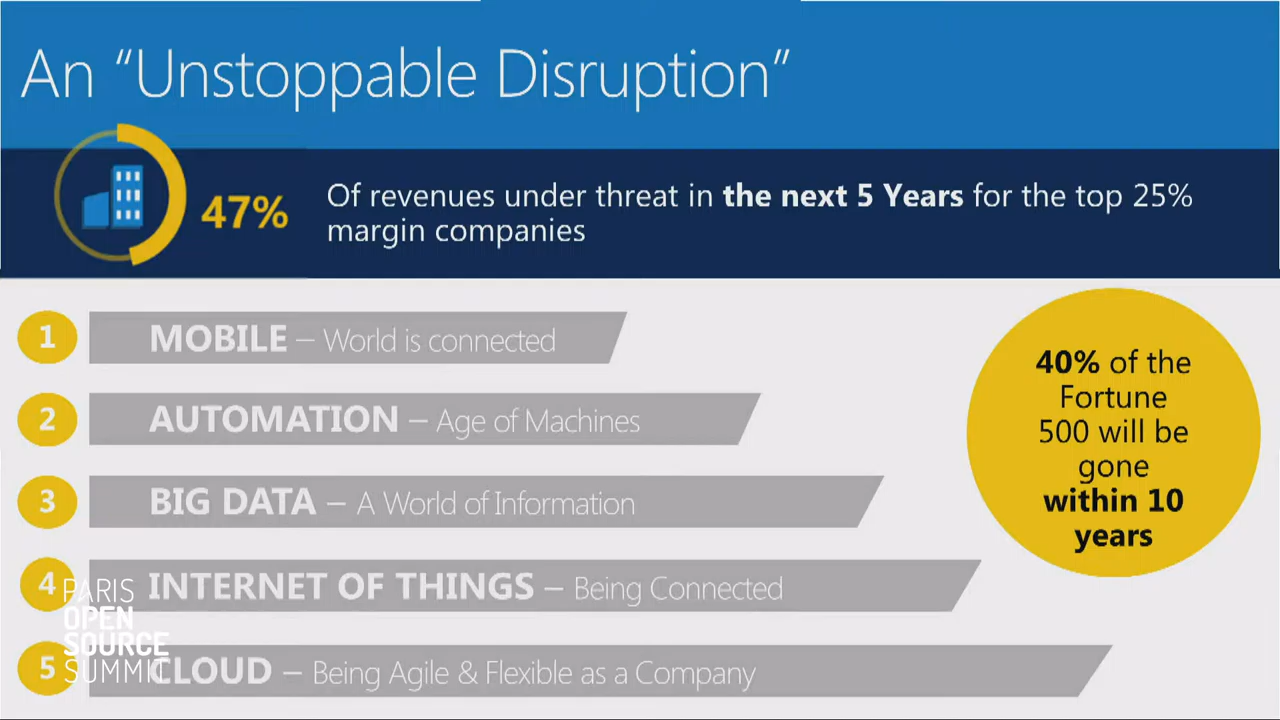 An “Unstoppable Disruption”
47%
Of revenues under threat in the next 5 Years for the top 25%
margin companies
1
MOBILE – World is connected
2
AUTOMATION – Age of Machines
3
BIG DATA – A World of Information
4
INTERNET OF THINGS – Being Connected
5
CLOUD – Being Agile & Flexible as a Company
40% of the
Fortune
500 will be
gone
within 10
years
PARIS
OPEN
SOURCE
SUMMIT